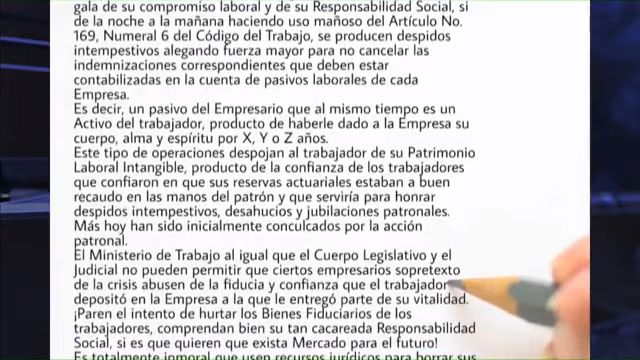 gala de su compromiso laboral y de su Responsabilidad Social, si
de la noche a la mañana haciendo uso mañoso del Artículo No.
169, Numeral 6 del Código del Trabajo, se producen despidos
intempestivos alegando fuerza mayor para no cancelar las
indemnizaciones correspondientes que deben estar
contabilizadas en la cuenta de pasivos laborales de cada
Empresa.
Es decir, un pasivo del Empresario que al mismo tiempo es un
Activo del trabajador, producto de haberle dado a la Empresa su
cuerpo, alma y espíritu por X, Y o Z años.
Este tipo de operaciones despojan al trabajador de su Patrimonio
Laboral Intangible, producto de la confianza de los trabajadores
que confiaron en que sus reservas actuariales estaban a buen
recaudo en las manos del patrón y que serviría para honrar
despidos intempestivos, desahucios y jubilaciones patronales.
Más hoy han sido inicialmente conculcados por la acción
patronal.
El Ministerio de Trabajo al igual que el Cuerpo Legislativo y el
Judicial no pueden permitir que ciertos empresarios sopretexto
de la crisis abusen de la fiducia y confianza que el trabajador
depositó en la Empresa a la que le entregó parte de su vitalidad.
¡Paren el intento de hurtar los Bienes Fiduciarios de los
trabajadores, comprendan bien su tan cacareada Responsabilidad
Social, si es que quieren que exista Mercado para el futuro!
Es totalmente inmoral que usen recursos jurídicos para borrar sus